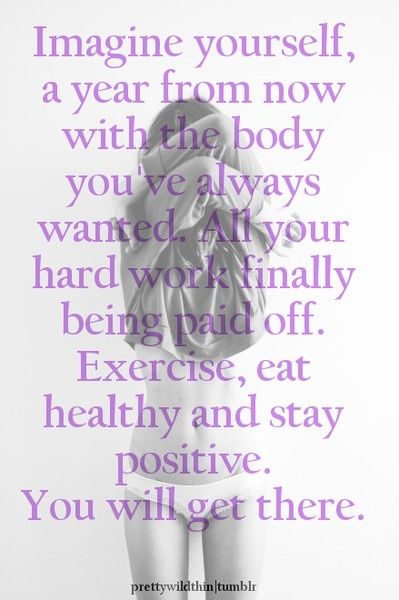 Imagine yourself,
a year from now
with the body
you've always
wanted. All your
hard work finally
being paid off.
Exercise, eat
healthy and stay
positive.
You will get there.
prettywildthin|tumblr